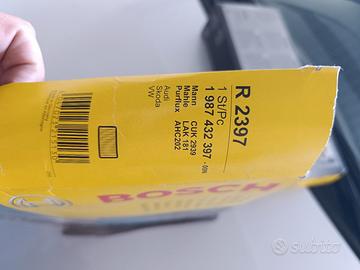 R 2397
1 St/Pc
1 987 432 397 - 0IN
Mann CUK 2939
Mahle LAK 181
Purflux AHC202
Audi
Skoda
VW
BOSCH
subito